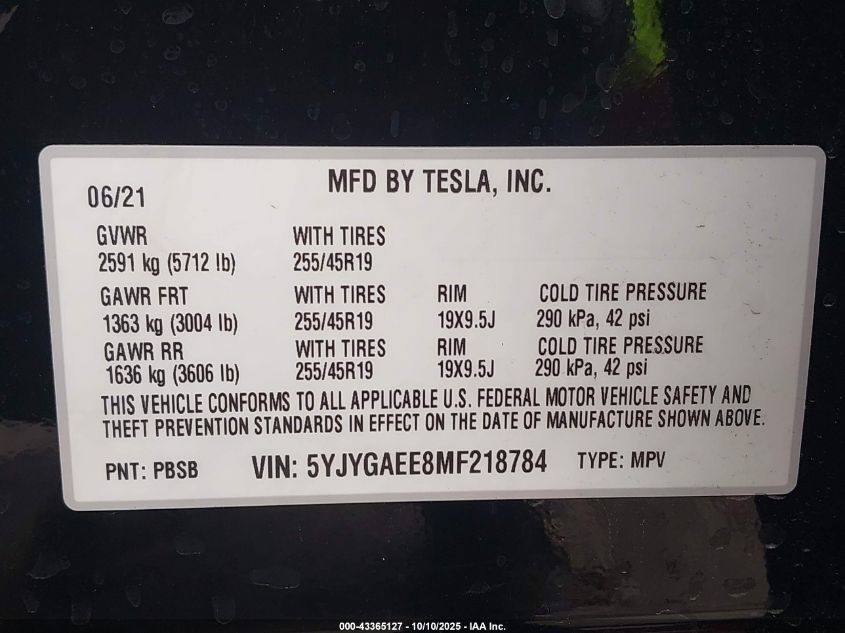 MFD BY TESLA, INC.
06/21
GVWR WITH TIRES
2591 kg (5712 lb) 255/45R19
GAWR FRT WITH TIRES RIM COLD TIRE PRESSURE
1363 kg (3004 lb) 255/45R19 19X9.5J 290 kPa, 42 psi
GAWR RR WITH TIRES RIM COLD TIRE PRESSURE
1636 kg (3606 lb) 255/45R19 19X9.5J 290 kPa, 42 psi
THIS VEHICLE CONFORMS TO ALL APPLICABLE U.S. FEDERAL MOTOR VEHICLE SAFETY AND
THEFT PREVENTION STANDARDS IN EFFECT ON THE DATE OF MANUFACTURE SHOWN ABOVE.
PNT: PBSB VIN: 5YJYGAEE8MF218784 TYPE: MPV
000-43365127 - 10/10/2025 - IAA Inc.